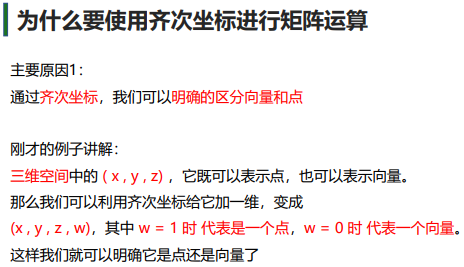 为什么要使用齐次坐标进行矩阵运算
主要原因1：
通过齐次坐标，我们可以明确的区分向量和点
刚才的例子讲解：
三维空间中的 ( x , y , z) ，它既可以表示点，也可以表示向量。
那么我们可以利用齐次坐标给它加一维，变成
(x , y , z , w)，其中 w = 1 时 代表是一个点，w = 0 时 代表一个向量。
这样我们就可以明确它是点还是向量了